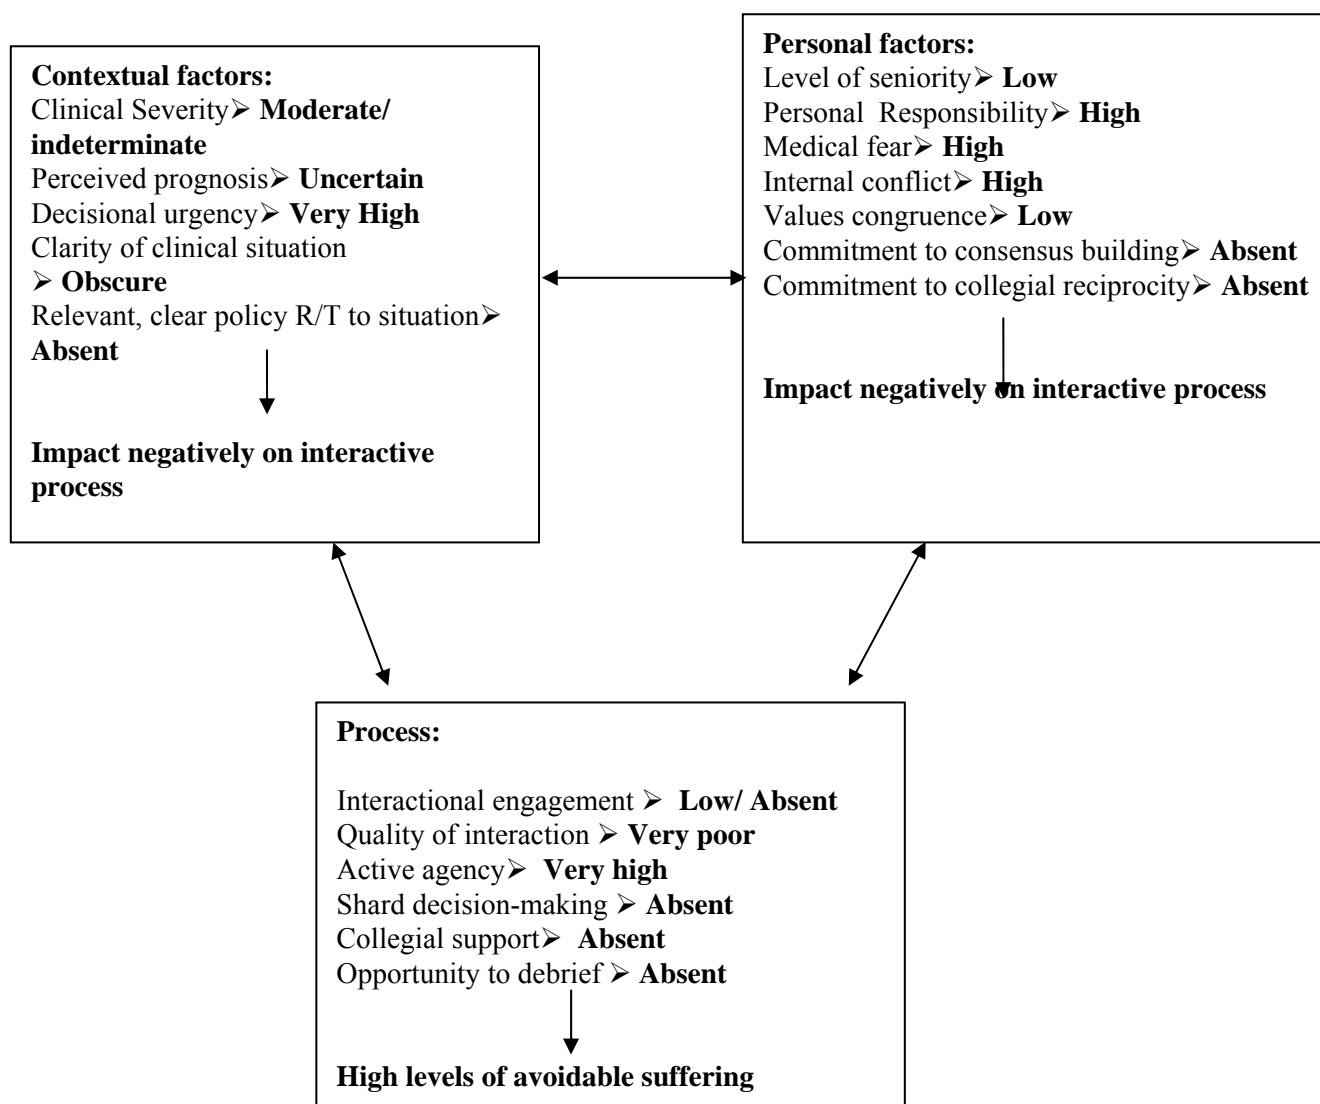 Contextual factors:
Clinical Severity➢ Moderate/
indeterminate
Perceived prognosis➢ Uncertain
Decisional urgency➢ Very High
Clarity of clinical situation
➢ Obscure
Relevant, clear policy R/T to situation➢
Absent
Impact negatively on interactive
process
Personal factors:
Level of seniority➢ Low
Personal Responsibility➢ High
Medical fear➢ High
Internal conflict➢ High
Values congruence➢ Low
Commitment to consensus building➢ Absent
Commitment to collegial reciprocity➢ Absent
Impact negatively on interactive process
Process:
Interactional engagement ➢ Low/ Absent
Quality of interaction ➢ Very poor
Active agency➢ Very high
Shard decision-making ➢ Absent
Collegial support➢ Absent
Opportunity to debrief ➢ Absent
High levels of avoidable suffering